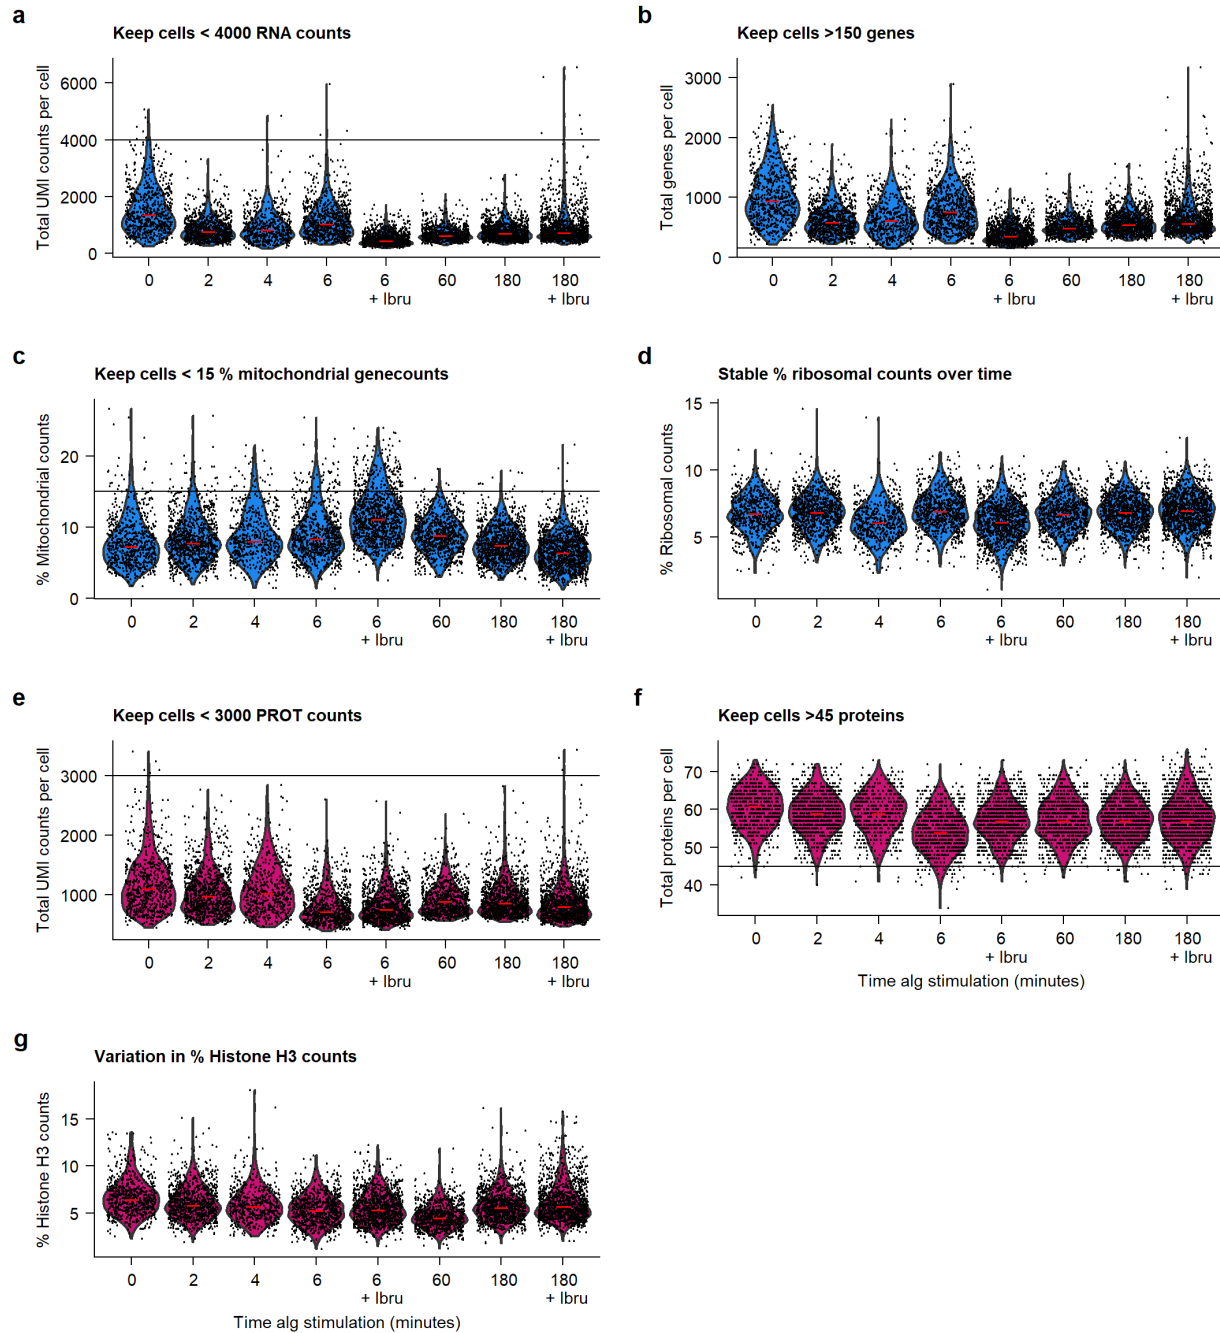 a
Keep cells < 4000 RNA counts
Total UMI counts per cell
6000
4000
2000
0
0 2 4 6 6 60 180 180
+ Ibru + Ibru
b
Keep cells >150 genes
Total genes per cell
3000
2000
1000
0
0 2 4 6 6 60 180 180
+ Ibru + Ibru
c
Keep cells < 15 % mitochondrial genecounts
% Mitochondrial counts
20
10
0
0 2 4 6 6 60 180 180
+ Ibru + Ibru
d
Stable % ribosomal counts over time
% Ribosomal counts
15
10
5
0 2 4 6 6 60 180 180
+ Ibru + Ibru
e
Keep cells < 3000 PROT counts
Total UMI counts per cell
3000
2000
1000
0 2 4 6 6 60 180 180
+ Ibru + Ibru
f
Keep cells >45 proteins
Total proteins per cell
70
60
50
40
0 2 4 6 6 60 180 180
+ Ibru + Ibru
Time alg stimulation (minutes)
g
Variation in % Histone H3 counts
% Histone H3 counts
15
10
5
0 2 4 6 6 60 180 180
+ Ibru + Ibru
Time alg stimulation (minutes)